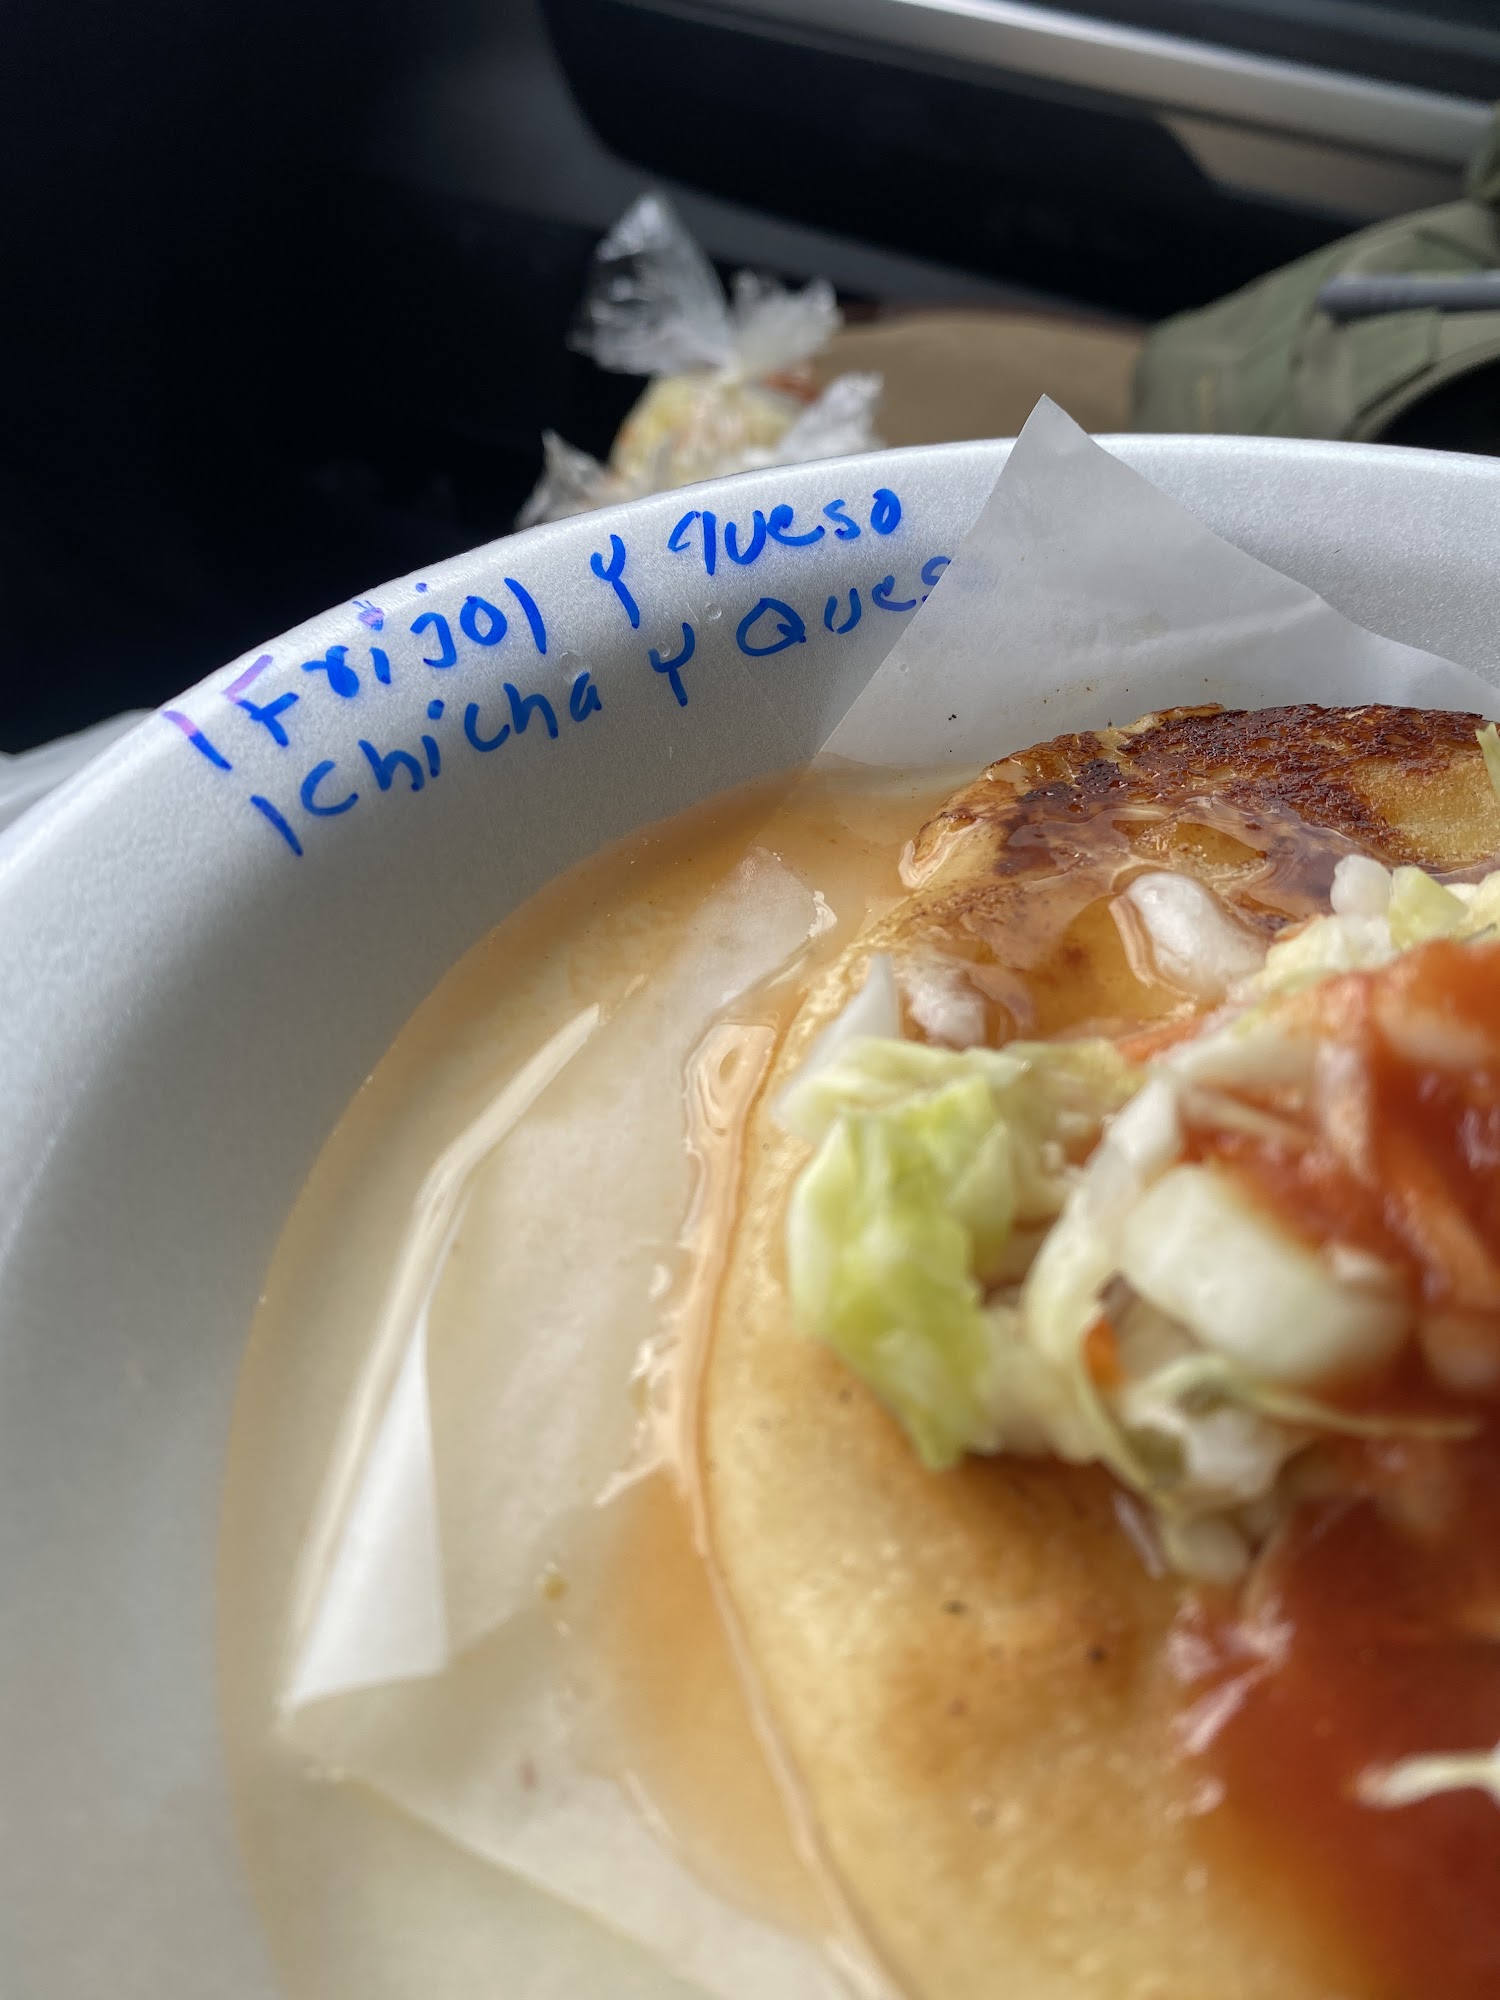 1 Frijol y queso
1 chicha y Ques